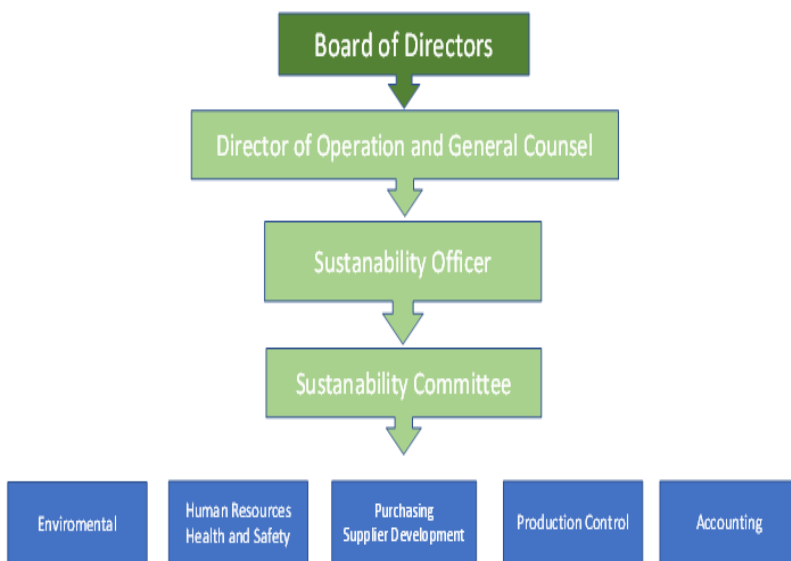 Board of Directors
Director of Operation and General Counsel
Sustanability Officer
Sustanability Committee
Enviromental
Human Resources
Health and Safety
Purchasing
Supplier Development
Production Control
Accounting